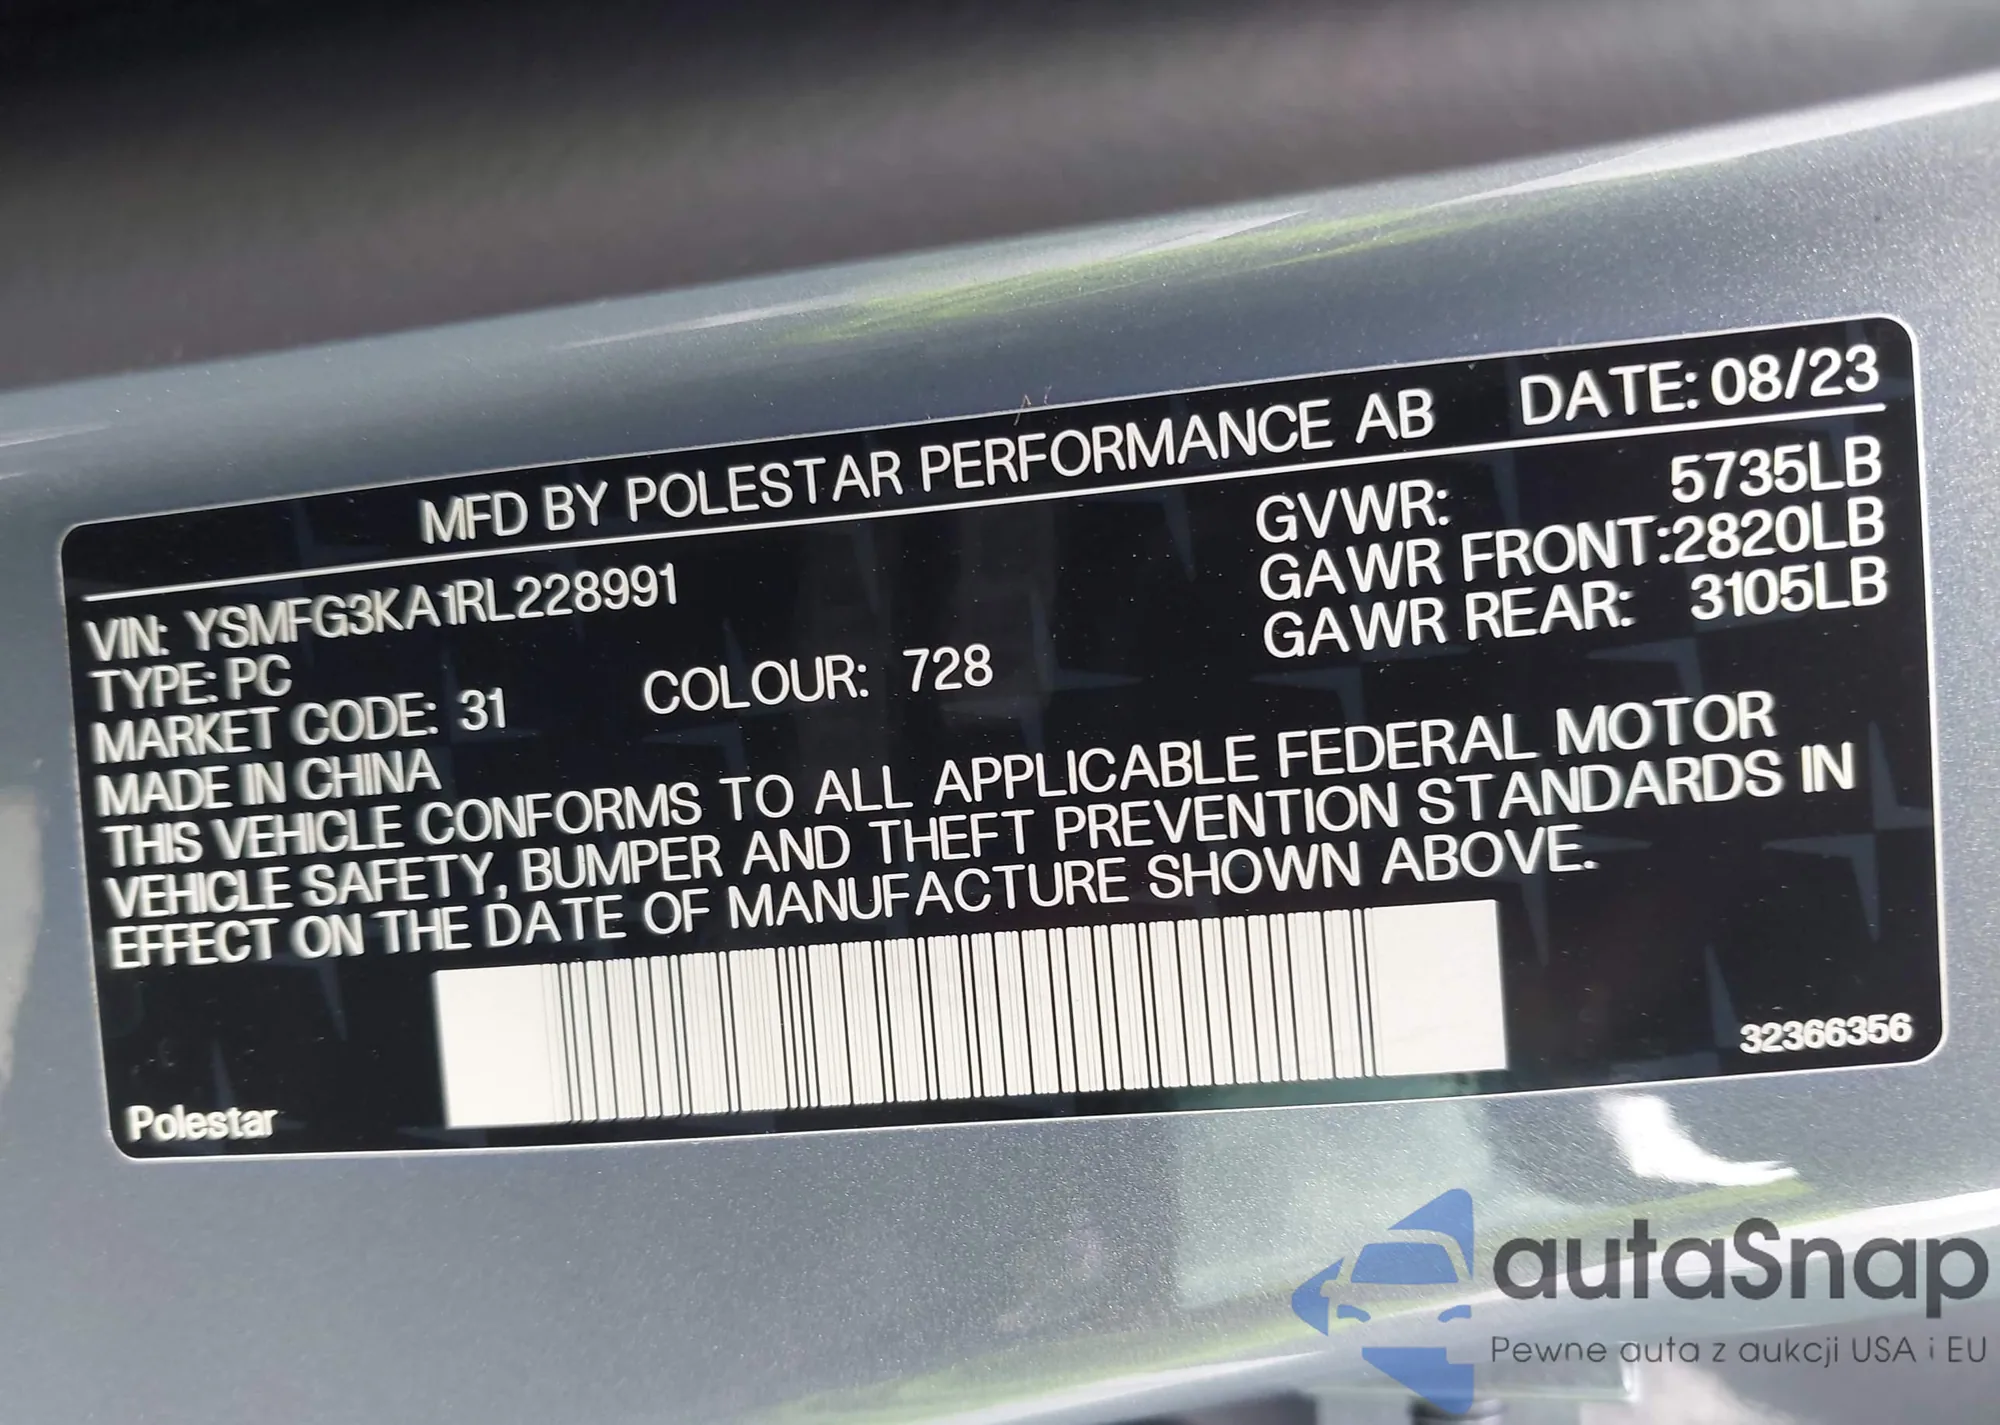 MFD BY POLESTAR PERFORMANCE AB DATE: 08/23
VIN: YSMFG3KA1RL228991
TYPE: PC
MARKET CODE: 31 COLOUR: 728
MADE IN CHINA
GVWR: 5735LB
GAWR FRONT: 2820LB
GAWR REAR: 3105LB
THIS VEHICLE CONFORMS TO ALL APPLICABLE FEDERAL MOTOR
VEHICLE SAFETY, BUMPER AND THEFT PREVENTION STANDARDS IN
EFFECT ON THE DATE OF MANUFACTURE SHOWN ABOVE.
32366356
Polestar
autaSnap
Pewne auta z aukcji USA i EU